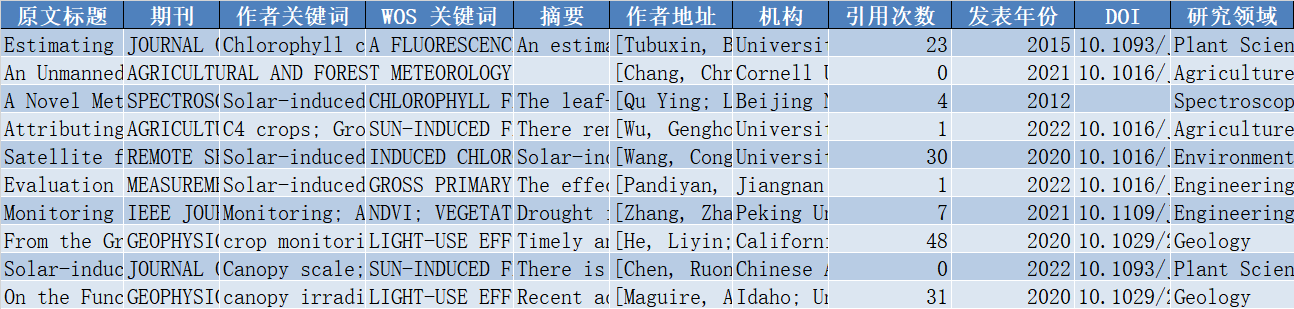 原文标题 期刊 作者关键词 WOS 关键词 摘要 作者地址 机构 引用次数 发表年份 DOI 研究领域
Estimating JOURNAL Chlorophyll c A FLUORESCENC An estima [Tubuxin, B Universit 23 2015 10.1093/ Plant Scien
An Unmanned AGRICULTURAL AND FOREST METEOROLOGY [Chang, Chr Cornell U 0 2021 10.1016/ Agriculture
A Novel Met SPECTROSC Solar-induced CHLOROPHYLL F The leaf- [Qu Ying; L Beijing N 4 2012 Spectroscop
Attributing AGRICULTU C4 crops; Gro SUN-INDUCED F There rem [Wu, Gengho Universit 1 2022 10.1016/ Agriculture
Satellite f REMOTE SE Solar-induced INDUCED CHLOR Solar-ind [Wang, Cong Universit 30 2020 10.1016/ Environment
Evaluation MEASUREME Solar-induced GROSS PRIMARY The effec [Pandiyan, Jiangnan 1 2022 10.1016/ Engineering
Monitoring IEEE JOUR Monitoring; A NDVI; VEGETAT Drought [Zhang, Zha Peking Un 7 2021 10.1109/ Engineering
From the Gr GEOPHYSIC crop monitori LIGHT-USE EFF Timely an [He, Liyin; Californi 48 2020 10.1029/2 Geology
Solar-induc JOURNAL Canopy scale; SUN-INDUCED F There is [Chen, Ruon Chinese A 0 2022 10.1093/ Plant Scien
On the Func GEOPHYSIC canopy irradi LIGHT-USE EFF Recent ad [Maguire, A Idaho; Un 31 2020 10.1029/2 Geology